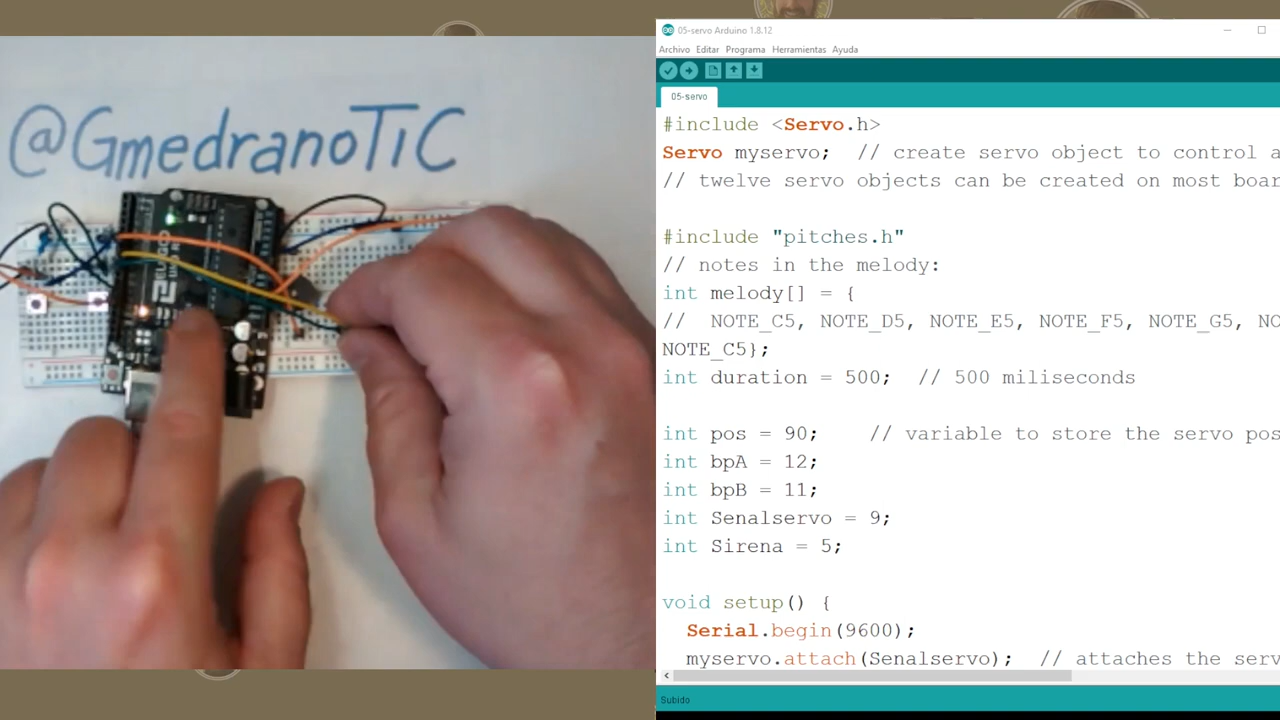 @GmedranoTiC
05-servo Arduino 1.8.12
Archivo Editar Programa Herramientas Ayuda
05-servo
#include <Servo.h>
Servo myservo;  // create servo object to control a
// twelve servo objects can be created on most boar
#include "pitches.h"
// notes in the melody:
int melody[] = {
//  NOTE_C5, NOTE_D5, NOTE_E5, NOTE_F5, NOTE_G5, NO
NOTE_C5};
int duration = 500;  // 500 miliseconds
int pos = 90;    // variable to store the servo pos
int bpA = 12;
int bpB = 11;
int Senalservo = 9;
int Sirena = 5;
void setup() {
Serial.begin(9600);
myservo.attach(Senalservo);  // attaches the serv
Subido